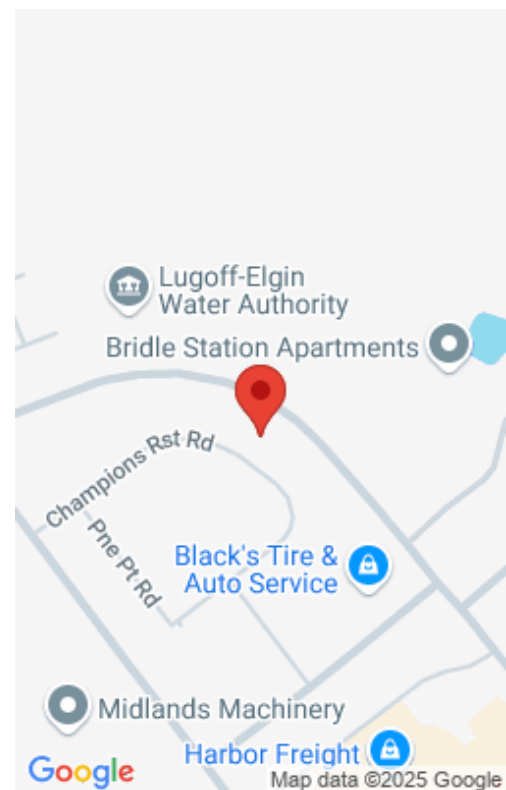 Lugoff-Elgin
Water Authority
Bridle Station Apartments
Champions Rst Rd
Pne Pt Rd
Black's Tire &
Auto Service
Midlands Machinery
Harbor Freight
Google
Map data ©2025 Google